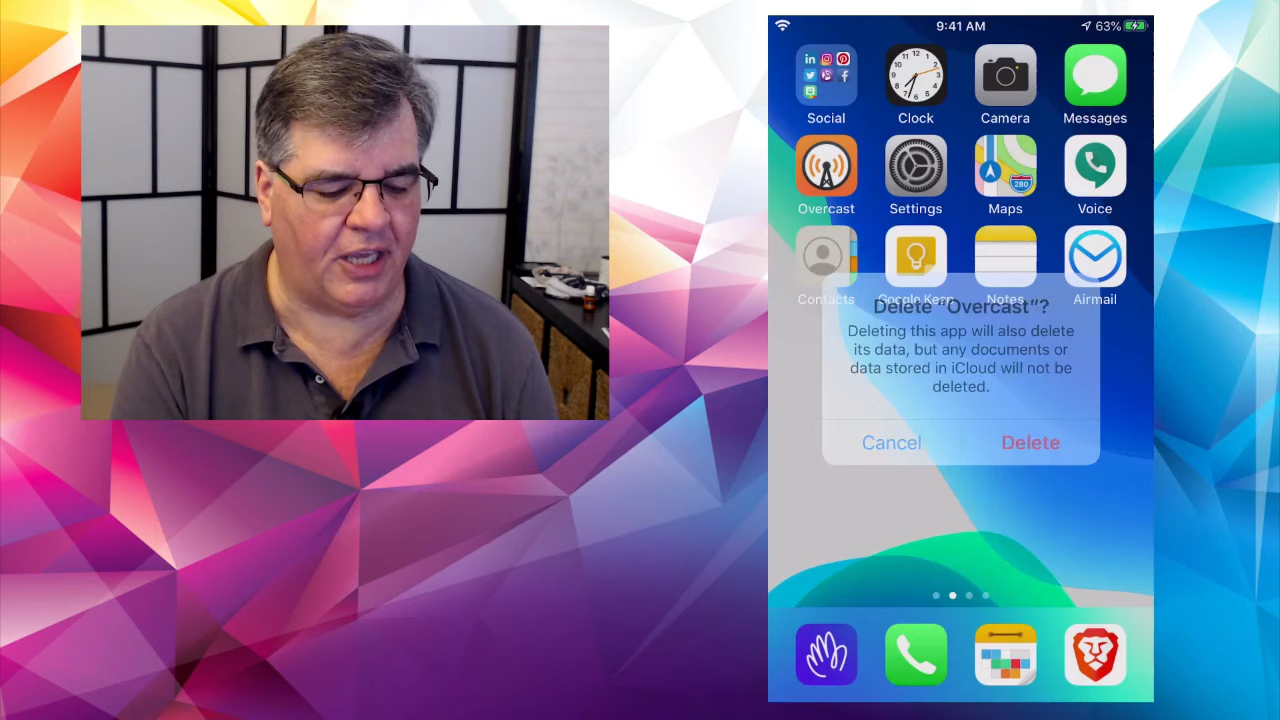 9:41 AM
63%
Social
Clock
Camera
Messages
Overcast
Settings
Maps
Voice
280
Contacts
Google Keep
Notes
Airmail
Delete “Overcast”?
Deleting this app will also delete
its data, but any documents or
data stored in iCloud will not be
deleted.
Cancel
Delete